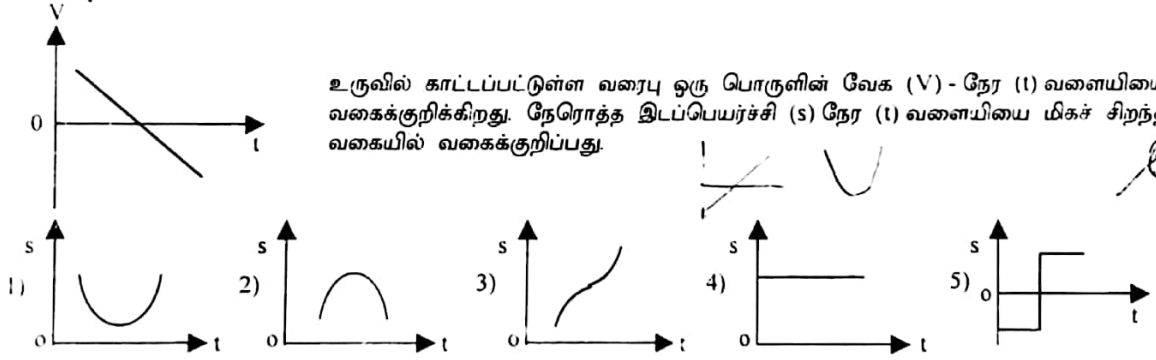 V
0
t
உருவில் காட்டப்பட்டுள்ள வரைபு ஒரு பொருளின் வேக (V) - நேர (t) வளையியை
வகைக்குறிக்கிறது. நேரொத்த இடப்பெயர்ச்சி (s) நேர (t) வளையியை மிகச் சிறந்த
வகையில் வகைக்குறிப்பது.
1) s o t
2) s o t
3) s o t
4) s o t
5) s o t